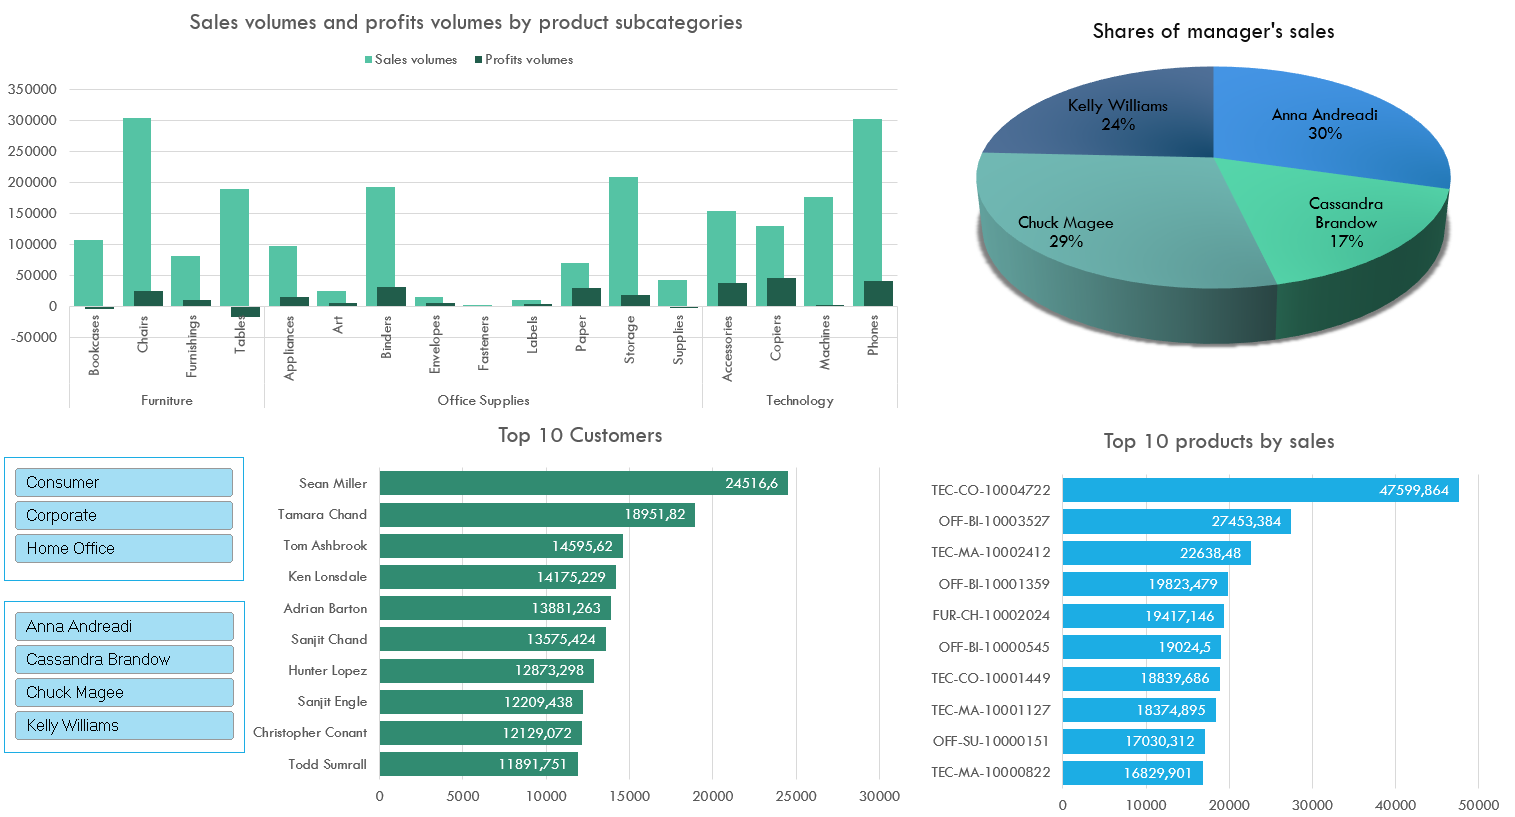 Sales volumes and profits volumes by product subcategories
Sales volumes
Profits volumes
350000
300000
250000
200000
150000
100000
50000
0
-50000
Bookcases
Chairs
Furnishings
Tables
Appliances
Art
Binders
Envelopes
Fasteners
Labels
Paper
Storage
Supplies
Accessories
Copiers
Machines
Phones
Furniture
Office Supplies
Technology
Shares of manager's sales
Kelly Williams
24%
Anna Andreadi
30%
Chuck Magee
29%
Cassandra
Brandow
17%
Consumer
Corporate
Home Office
Anna Andreadi
Cassandra Brandow
Chuck Magee
Kelly Williams
Top 10 Customers
Sean Miller 24516,6
Tamara Chand 18951,82
Tom Ashbrook 14595,62
Ken Lonsdale 14175,229
Adrian Barton 13881,263
Sanjit Chand 13575,424
Hunter Lopez 12873,298
Sanjit Engle 12209,438
Christopher Conant 12129,072
Todd Sumrall 11891,751
0 5000 10000 15000 20000 25000 30000
Top 10 products by sales
TEC-CO-10004722 47599,864
OFF-BI-10003527 27453,384
TEC-MA-10002412 22638,48
OFF-BI-10001359 19823,479
FUR-CH-10002024 19417,146
OFF-BI-10000545 19024,5
TEC-CO-10001449 18839,686
TEC-MA-10001127 18374,895
OFF-SU-10000151 17030,312
TEC-MA-10000822 16829,901
0 10000 20000 30000 40000 50000